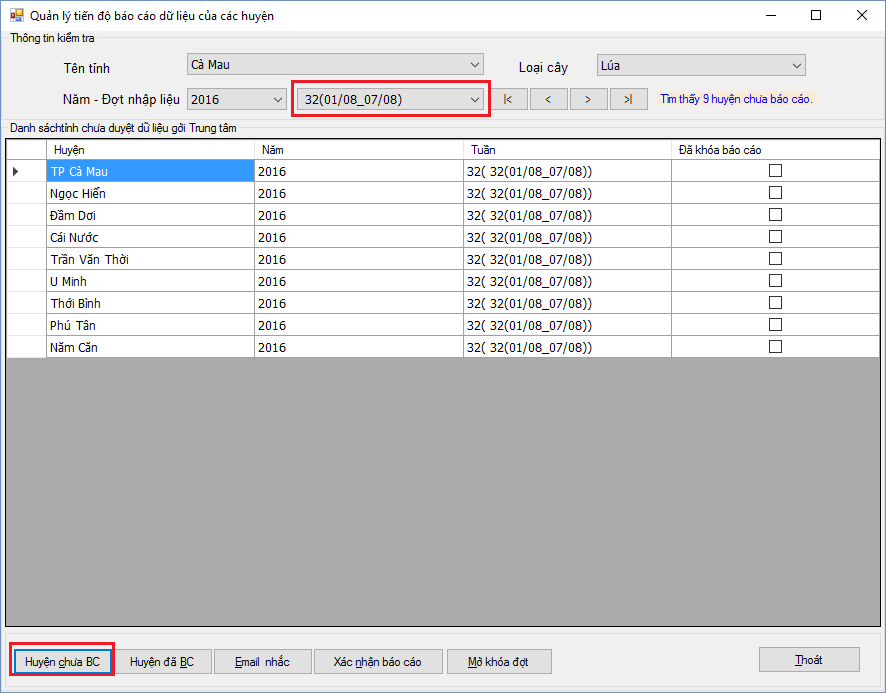 Quản lý tiến độ báo cáo dữ liệu của các huyện
Thông tin kiểm tra
Tên tỉnh Cà Mau Loại cây Lúa
Năm - Đợt nhập liệu 2016 32(01/08_07/08) |< < > >| Tìm thấy 9 huyện chưa báo cáo.
Danh sáchtỉnh chưa duyệt dữ liệu gởi Trung tâm
Huyện Năm Tuần Đã khóa báo cáo
TP Cà Mau 2016 32( 32(01/08_07/08))
Ngọc Hiển 2016 32( 32(01/08_07/08))
Đầm Dơi 2016 32( 32(01/08_07/08))
Cái Nước 2016 32( 32(01/08_07/08))
Trần Văn Thời 2016 32( 32(01/08_07/08))
U Minh 2016 32( 32(01/08_07/08))
Thới Bình 2016 32( 32(01/08_07/08))
Phú Tân 2016 32( 32(01/08_07/08))
Năm Căn 2016 32( 32(01/08_07/08))
Huyện chưa BC Huyện đã BC Email nhắc Xác nhận báo cáo Mở khóa đợt Thoát